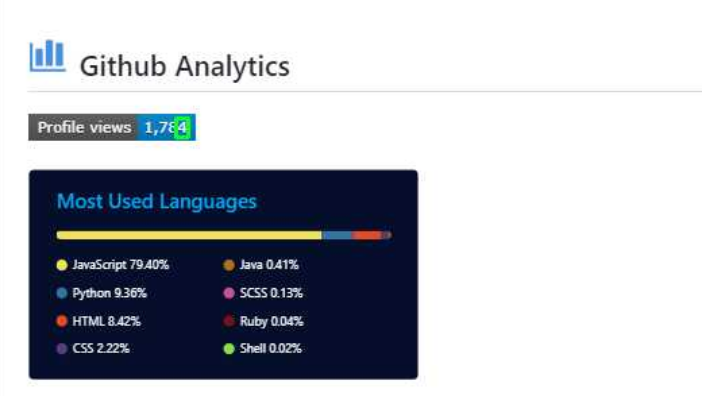 Github Analytics
Profile views 1,784
Most Used Languages
JavaScript 79.40%
Python 9.36%
HTML 8.42%
CSS 2.22%
Java 0.41%
SCSS 0.13%
Ruby 0.04%
Shell 0.02%